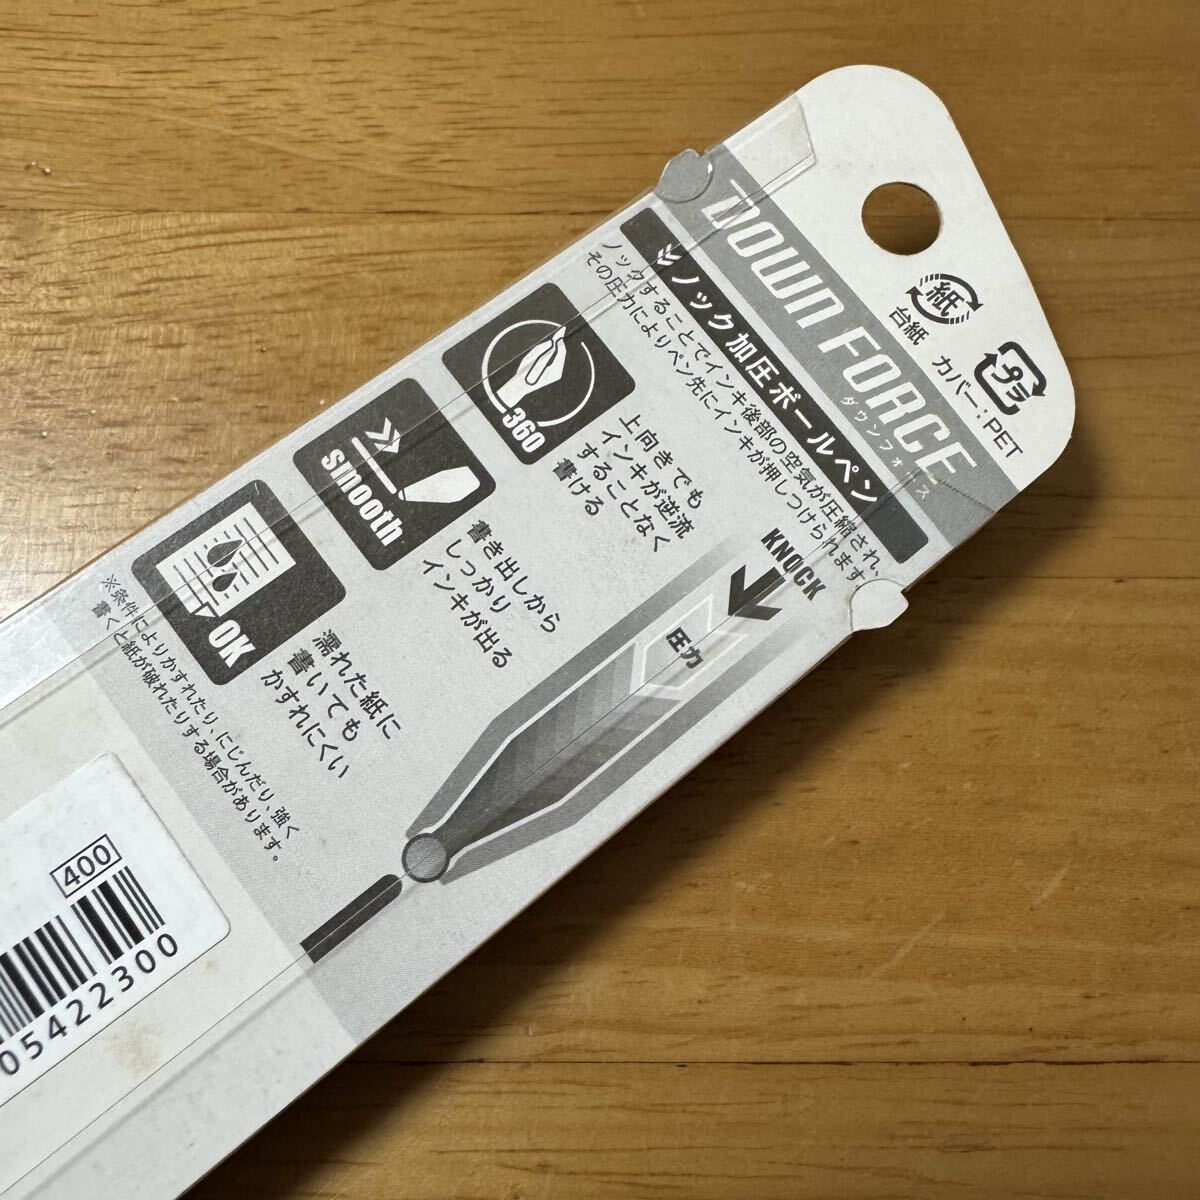 紙
台紙
プラ
カバー:PET
DOWN FORCE
ダウンフォース
ノック加圧ボールペン
ノックすることでインキ後部の空気が圧縮され、
その圧力によりペン先にインキが押しつけられます。
360
上向きでも
インキが逆流
することなく
書ける
smooth
書き出しから
しっかり
インキが出る
OK
濡れた紙に
書いても
かすれにくい
※条件によりかすれたり、にじんだり、強く
書くと紙が破れたりする場合があります。
KNOCK
圧力
400
05422300